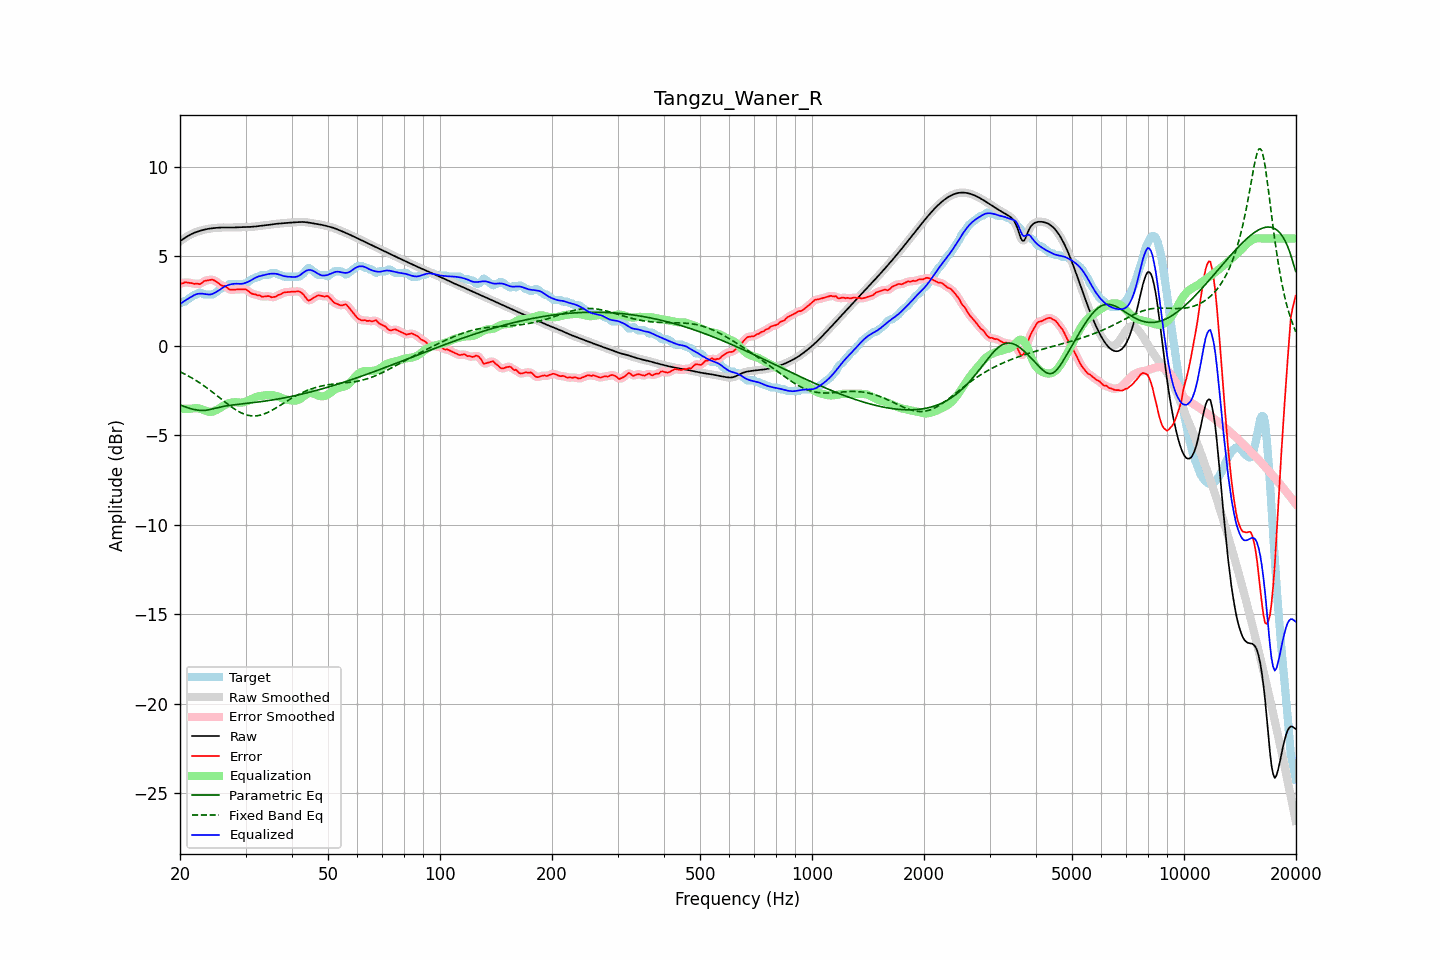 Tangzu_Waner_R
10
5
0
−5
−10
−15
−20
−25
Amplitude (dBr)
Target
Raw Smoothed
Error Smoothed
Raw
Error
Equalization
Parametric Eq
Fixed Band Eq
Equalized
20 50 100 200 500 1000 2000 5000 10000 20000
Frequency (Hz)